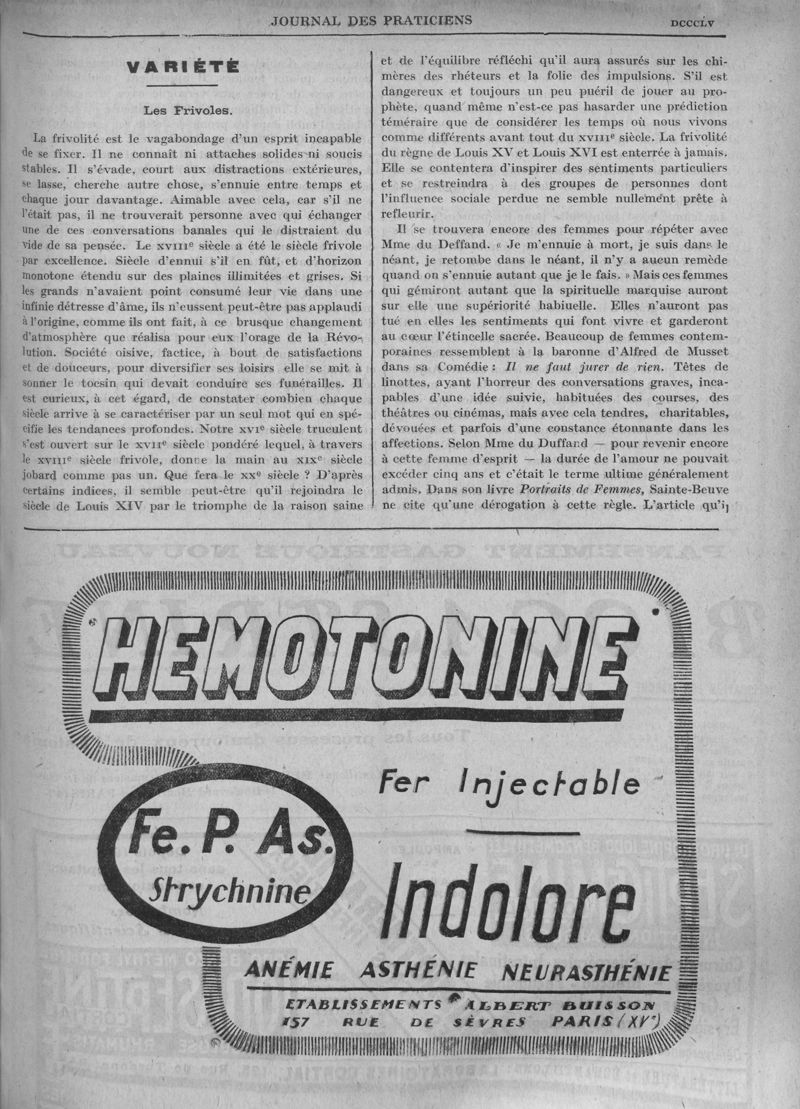 JOURNAL DES PRATICIENS
DCCCLV
VARIÉTÉ
Les Frivoles.
La frivolité est le vagabondage d'un esprit incapable
de se fixer. Il ne connaît ni attaches solides ni soucis
stables. Il s'évade, court aux distractions extérieures,
se lasse, cherche autre chose, s'ennuie entre temps et
chaque jour davantage. Aimable avec cela, car s'il ne
l'était pas, il ne trouverait personne avec qui échanger
une de ces conversations banales qui le distraient du
vide de sa pensée. Le XVIIIe siècle a été le siècle frivole
par excellence. Siècle d'ennui s'il en fût, et d'horizon
monotone étendu sur des plaines illimitées et grises. Si
les grands n'avaient point consumé leur vie dans une
infinie détresse d'âme, ils n'eussent peut-être pas applaudi
à l'origine, comme ils ont fait, à ce brusque changement
d'atmosphère que réalisa pour eux l'orage de la Révo-
lution. Société oisive, factice, à bout de satisfactions
et de douceurs, pour diversifier ses loisirs elle se mit à
sonner le tocsin qui devait conduire ses funérailles. Il
est curieux, à cet égard, de constater combien chaque
siècle arrive à se caractériser par un seul mot qui en spé-
cifie les tendances profondes. Notre XVIe siècle truculent
s'est ouvert sur le XVIIe siècle pondéré lequel, à travers
le XVIIIe siècle frivole, donne la main au XIXe siècle
jobard comme pas un. Que fera le XXe siècle ? D'après
certains indices, il semble peut-être qu'il rejoindra le
siècle de Louis XIV par le triomphe de la raison saine
et de l'équilibre réfléchi qu'il aura assurés sur les chi-
mères des rhéteurs et la folie des impulsions. S'il est
dangereux et toujours un peu puéril de jouer au pro-
phète, quand même n'est-ce pas hasarder une prédiction
téméraire que de considérer les temps où nous vivons
comme différents avant tout du XVIIIe siècle. La frivolité
du règne de Louis XV et Louis XVI est enterrée à jamais.
Elle se contentera d'inspirer des sentiments particuliers
et se restreindra à des groupes de personnes dont
l'influence sociale perdue ne semble nullement prête à
refleurir.
Il se trouvera encore des femmes pour répéter avec
Mme du Deffand. « Je m'ennuie à mort, je suis dans le
néant, je retombe dans le néant, il n'y a aucun remède
quand on s'ennuie autant que je le fais. » Mais ces femmes
qui gémiront autant que la spirituelle marquise auront
sur elle une supériorité habiuelle. Elles n'auront pas
tué en elles les sentiments qui font vivre et garderont
au cœur l'étincelle sacrée. Beaucoup de femmes contem-
poraines ressemblent à la baronne d'Alfred de Musset
dans sa Comédie : Il ne faut jurer de rien. Têtes de
linottes, ayant l'horreur des conversations graves, inca-
pables d'une idée suivie, habituées des courses, des
théâtres ou cinémas, mais avec cela tendres, charitables,
dévouées et parfois d'une constance étonnante dans les
affections. Selon Mme du Duffand — pour revenir encore
à cette femme d'esprit — la durée de l'amour ne pouvait
excéder cinq ans et c'était le terme ultime généralement
admis. Dans son livre Portraits de Femmes, Sainte-Beuve
ne cite qu'une dérogation à cette règle. L'article qu'il
HEMOTONINE
Fer Injectable
Fe. P. As.
Strychnine
Indolore
ANÉMIE ASTHÉNIE NEURASTHÉNIE
ETABLISSEMENTS ALBERT BUISSON
157 RUE DE SÈVRES PARIS (XVe)